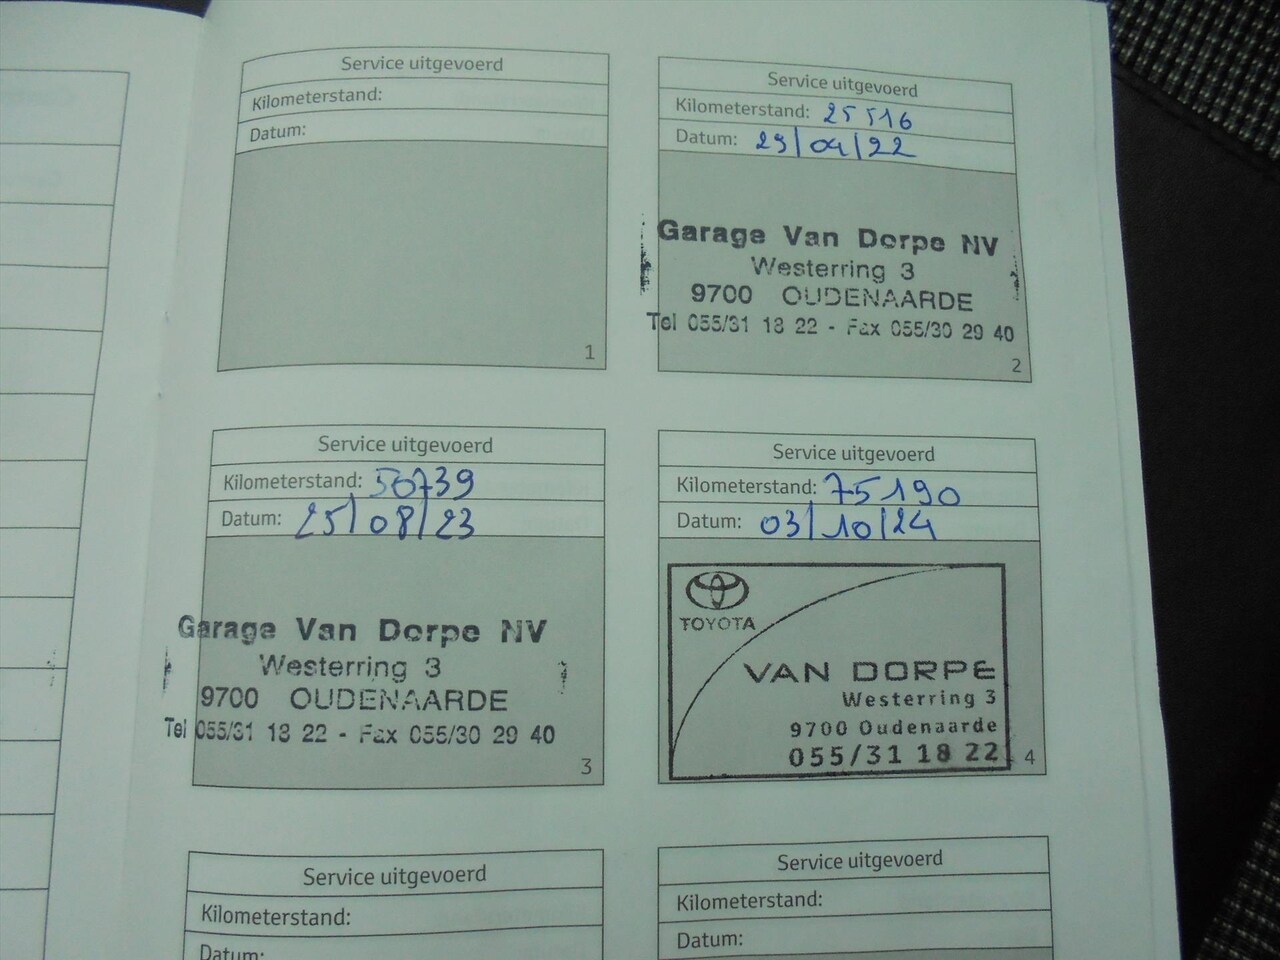 Service uitgevoerd
Kilometerstand:
Datum:
1
Service uitgevoerd
Kilometerstand: 25516
Datum: 29/04/22
Garage Van Dorpe NV
Westerring 3
9700 OUDENAARDE
Tel 055/31 18 22 - Fax 055/30 29 40
2
Service uitgevoerd
Kilometerstand: 50739
Datum: 25/08/23
Garage Van Dorpe NV
Westerring 3
9700 OUDENAARDE
Tel 055/31 18 22 - Fax 055/30 29 40
3
Service uitgevoerd
Kilometerstand: 75190
Datum: 03/10/24
TOYOTA
VAN DORPE
Westerring 3
9700 Oudenaarde
055/31 18 22
4
Service uitgevoerd
Kilometerstand:
Datum:
Service uitgevoerd
Kilometerstand:
Datum: